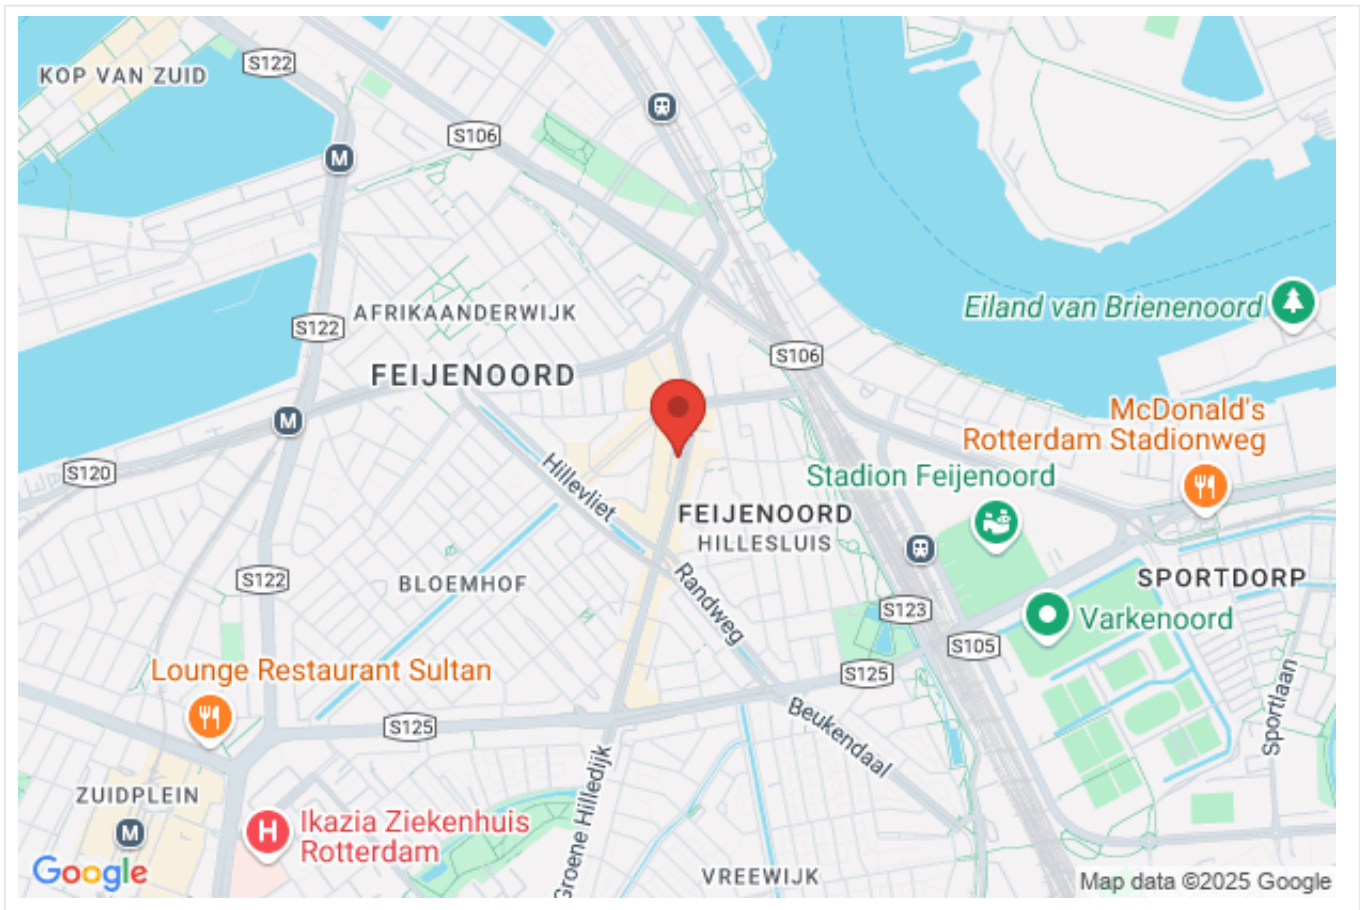 KOP VAN ZUID
S122
S106
M
AFRIKAANDERWIJK
S122
S106
Eiland van Brienenoord
FEIJENOORD
M
McDonald's
Rotterdam Stadionweg
S120
Hillevliet
Stadion Feijenoord
FEIJENOORD
HILLESLUIS
S122
BLOEMHOF
Randweg
SPORTDORP
S123
Varkenoord
S105
Lounge Restaurant Sultan
S125
S125
Beukendaal
Sportlaan
ZUIDPLEIN
M
H
Ikazia Ziekenhuis
Rotterdam
Groene Hilledijk
VREEWIJK
Google
Map data ©2025 Google